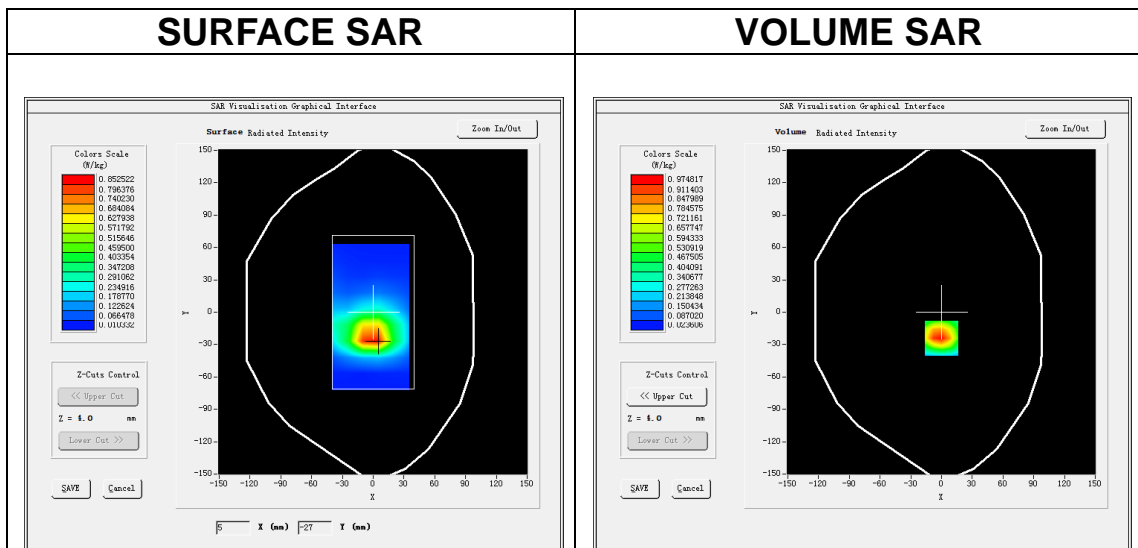 SURFACE SAR
VOLUME SAR
SAR Visualisation Graphical Interface
Surface Radiated Intensity
Zoom In/Out
Colors Scale
(W/kg)
0.852522
0.796376
0.740230
0.684084
0.627938
0.571792
0.515646
0.459500
0.403354
0.347208
0.291062
0.234916
0.178770
0.122624
0.066478
0.010332
Z-Cuts Control
<< Upper Cut
Z = 4.0 mm
Lower Cut >>
SAVE Cancel
150
120
90
60
30
0
-30
-60
-90
-120
-150
Y
-150 -120 -90 -60 -30 0 30 60 90 120 150
X
5 X (mm) -27 Y (mm)
SAR Visualisation Graphical Interface
Volume Radiated Intensity
Zoom In/Out
Colors Scale
(W/kg)
0.974817
0.911403
0.847989
0.784575
0.721161
0.657747
0.594333
0.530919
0.467505
0.404091
0.340677
0.277263
0.213848
0.150434
0.087020
0.023606
Z-Cuts Control
<< Upper Cut
Z = 4.0 mm
Lower Cut >>
SAVE Cancel
150
120
90
60
30
0
-30
-60
-90
-120
-150
Y
-150 -120 -90 -60 -30 0 30 60 90 120 150
X